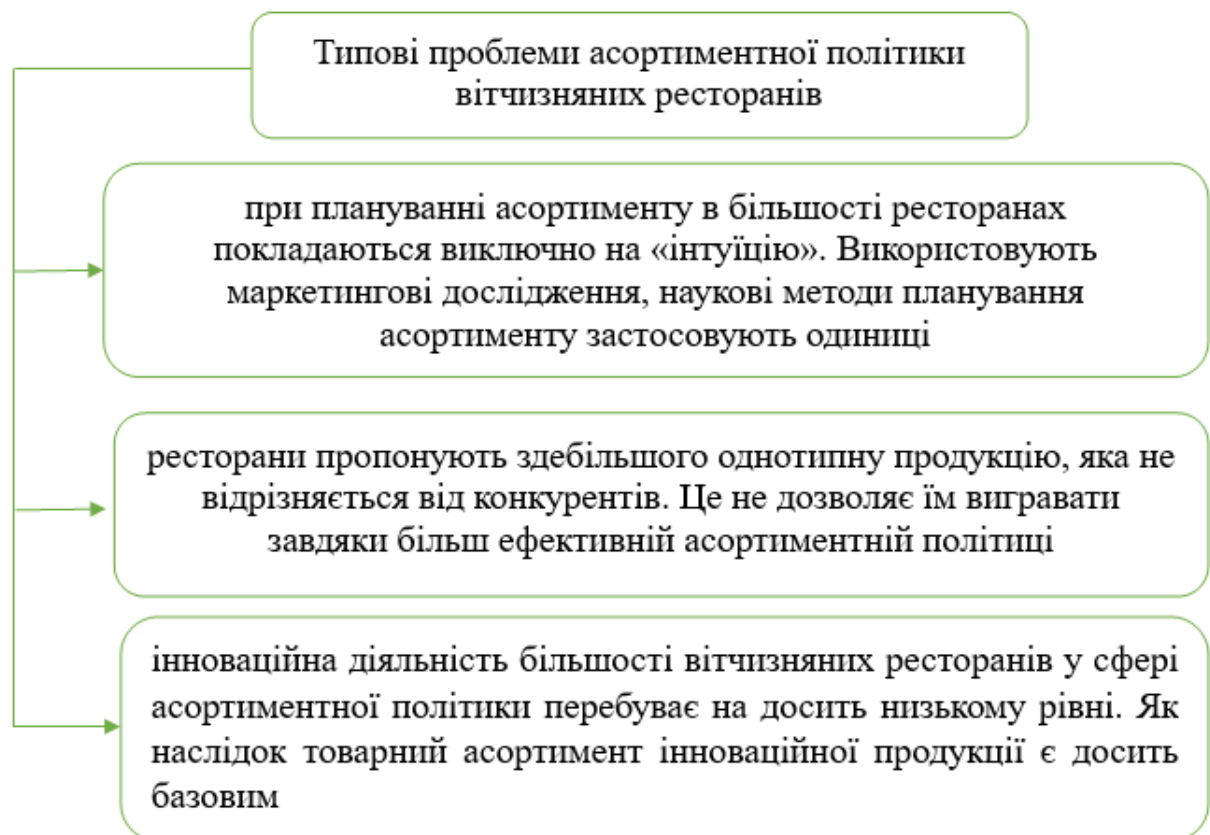 Типові проблеми асортиментної політики
вітчизняних ресторанів
при плануванні асортименту в більшості ресторанах
покладаються виключно на «інтуїцію». Використовують
маркетингові дослідження, наукові методи планування
асортименту застосовують одиниці
ресторани пропонують здебільшого однотипну продукцію, яка не
відрізняється від конкурентів. Це не дозволяє їм вигравати
завдяки більш ефективній асортиментній політиці
інноваційна діяльність більшості вітчизняних ресторанів у сфері
асортиментної політики перебуває на досить низькому рівні. Як
наслідок товарний асортимент інноваційної продукції є досить
базовим